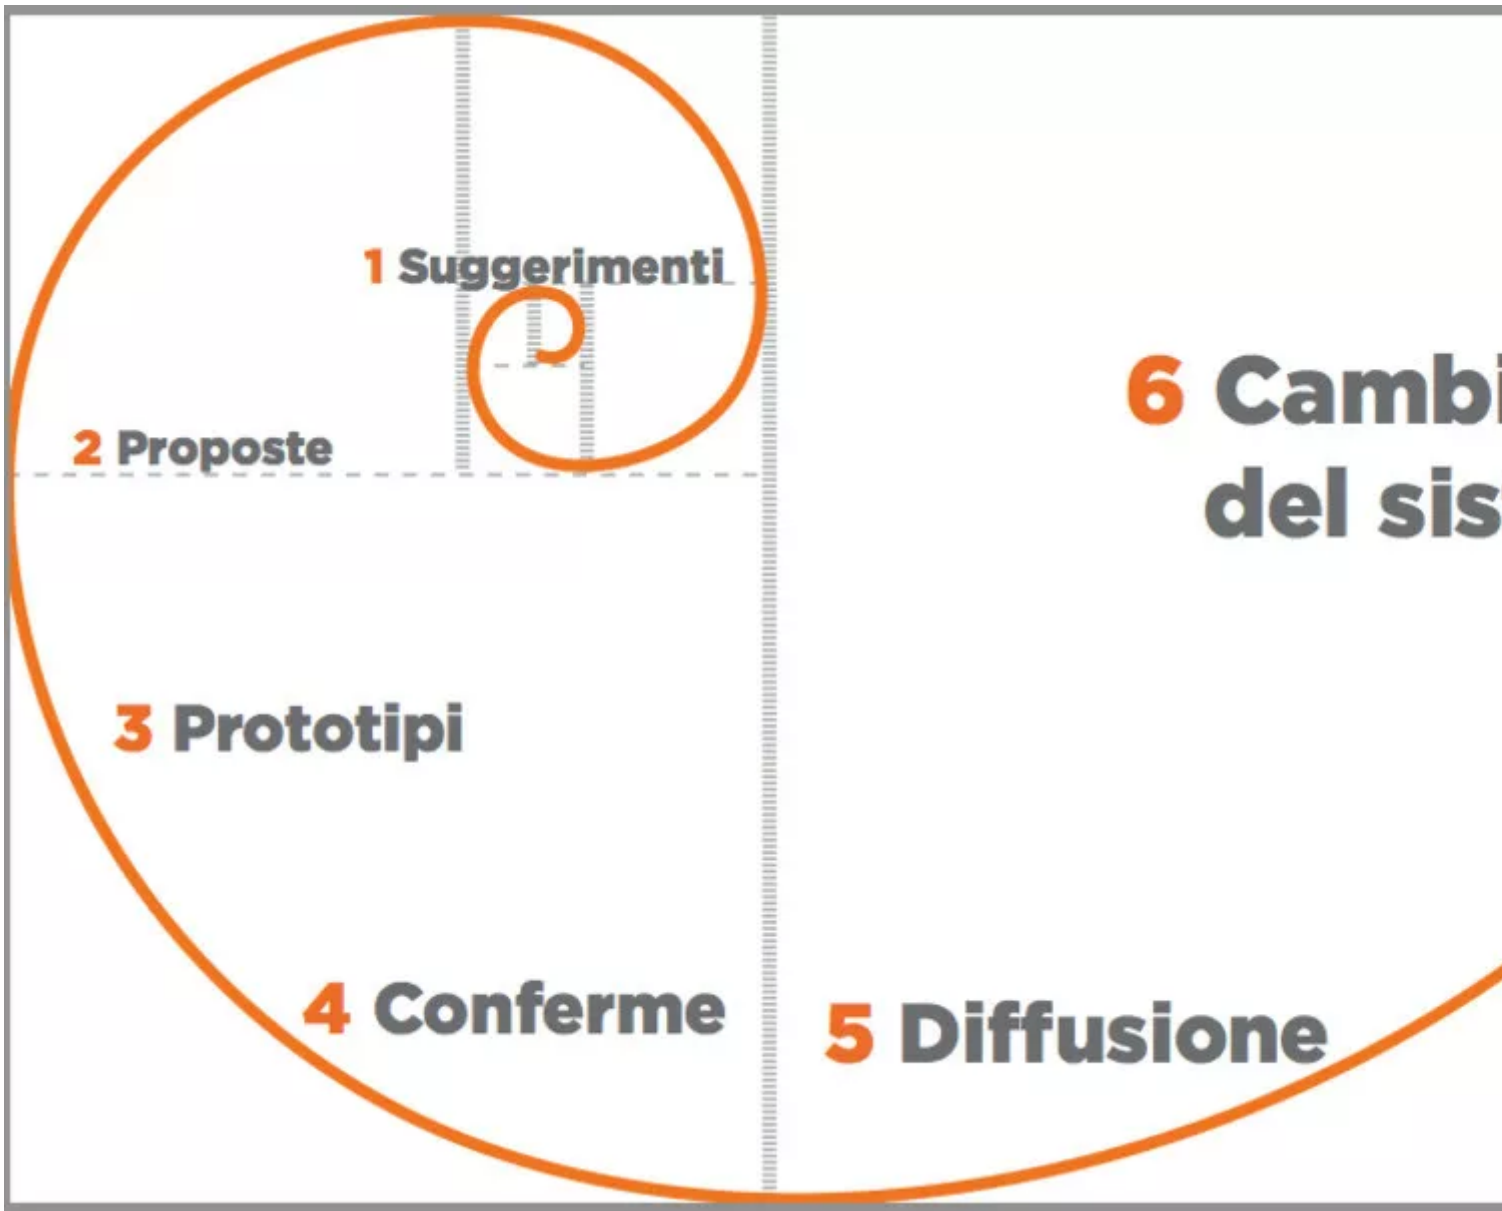 1 Suggerimenti
2 Proposte
3 Prototipi
4 Conferme
5 Diffusione
6 Cambi
del sis